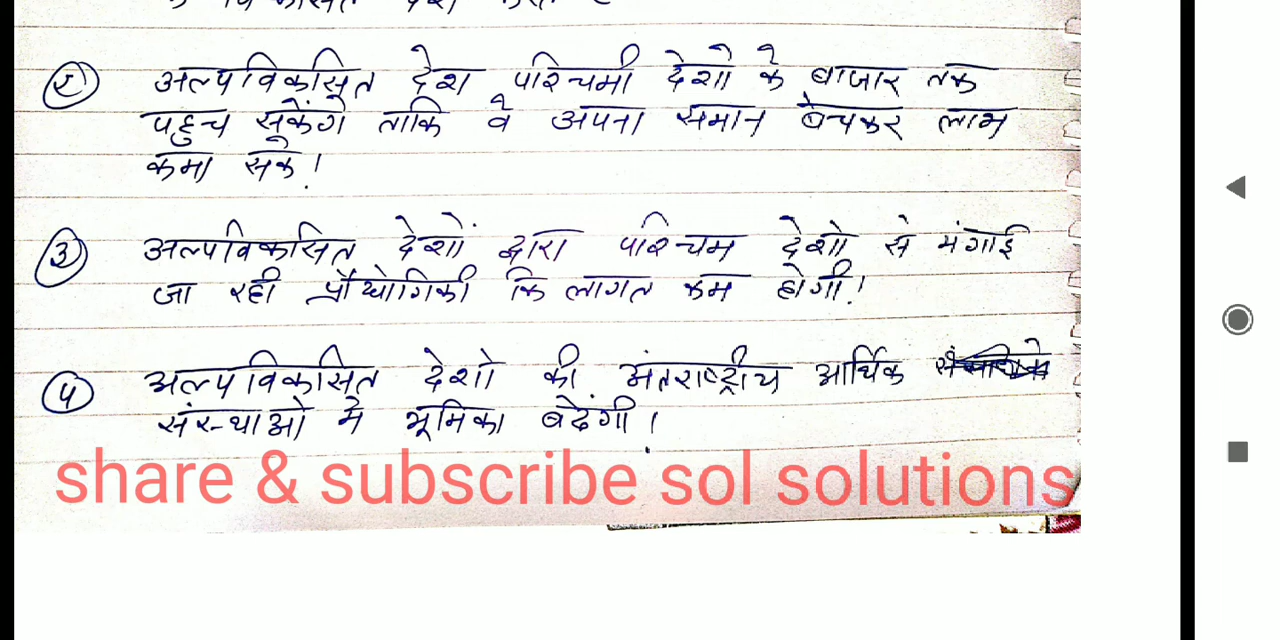 ② अल्पविकसित देश पश्चिमी देशो के बाजार तक
पहुच सकेंगे ताकि वे अपना समान बेचकर लाभ
कमा सके।
③ अल्पविकसित देशों द्वारा पश्चिम देशो से मंगाई
जा रही प्रौद्योगिकी कि लागत कम होगी।
④ अल्पविकसित देशो की अंतराष्ट्रीय आर्थिक
संस्थाओ मे भूमिका बढेंगी।
share & subscribe sol solutions